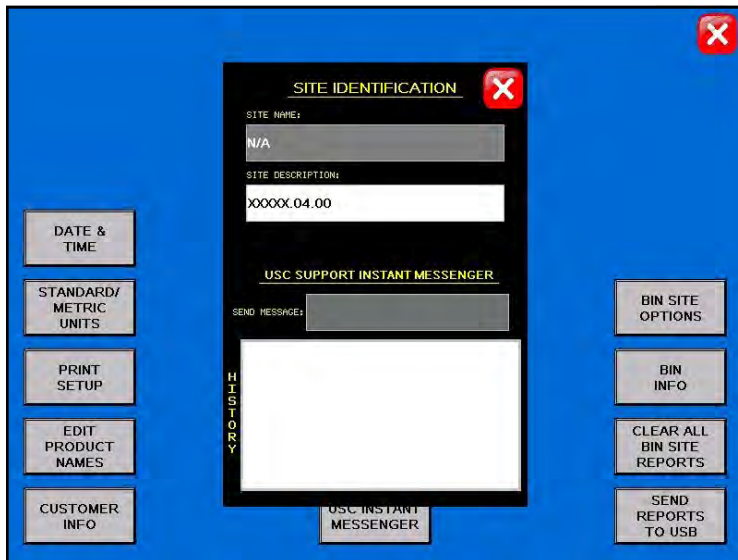 SITE IDENTIFICATION
SITE NAME:
N/A
SITE DESCRIPTION:
XXXXX.04.00
USC SUPPORT INSTANT MESSENGER
SEND MESSAGE:
HISTORY
DATE &
TIME
STANDARD/
METRIC
UNITS
PRINT
SETUP
EDIT
PRODUCT
NAMES
CUSTOMER
INFO
USC INSTANT
MESSENGER
BIN SITE
OPTIONS
BIN
INFO
CLEAR ALL
BIN SITE
REPORTS
SEND
REPORTS
TO USB